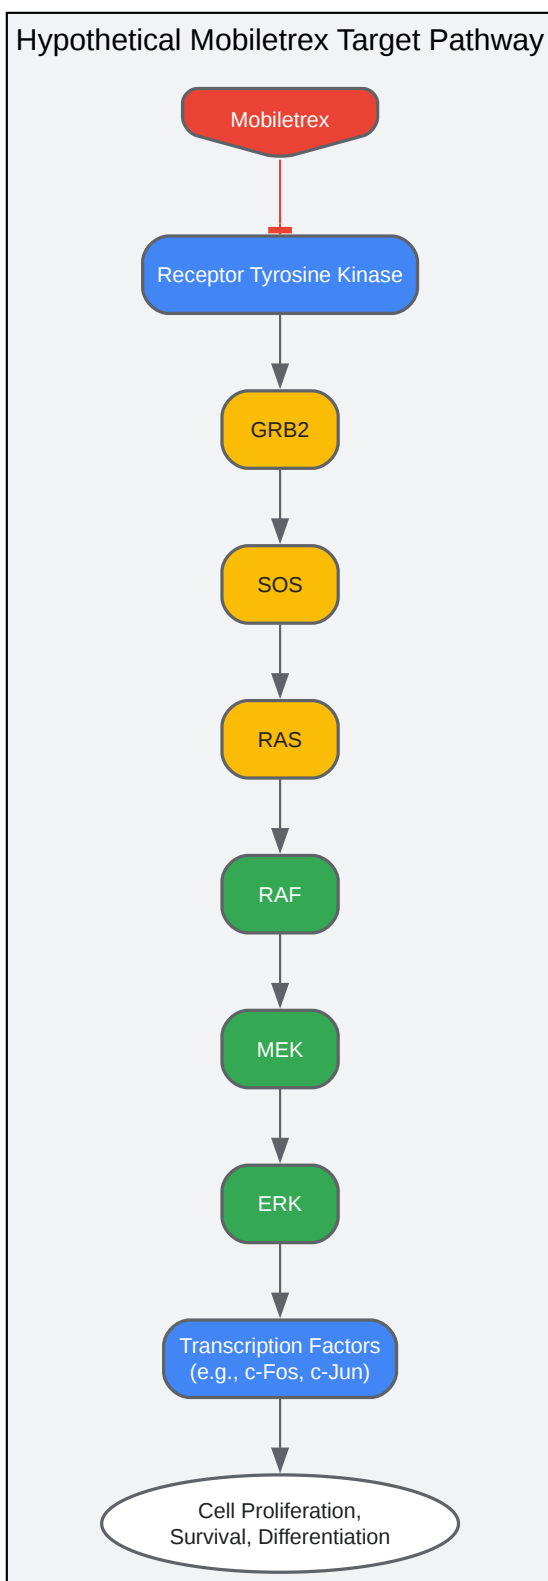 Hypothetical Mobiletrex Target Pathway
Mobiletrex
Receptor Tyrosine Kinase
GRB2
SOS
RAS
RAF
MEK
ERK
Transcription Factors
(e.g., c-Fos, c-Jun)
Cell Proliferation,
Survival, Differentiation